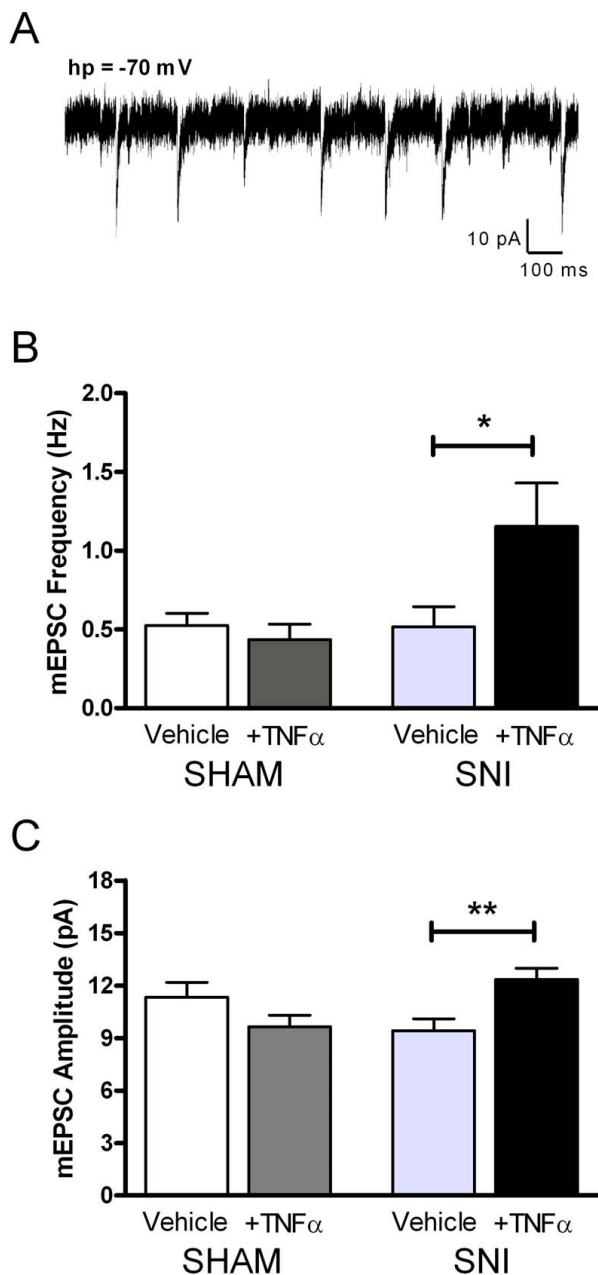 A
hp = -70 mV
10 pA
100 ms
B
mEPSC Frequency (Hz)
2.0
1.5
1.0
0.5
0.0
*
Vehicle +TNFα Vehicle +TNFα
SHAM SNI
C
mEPSC Amplitude (pA)
18
15
12
9
6
3
0
**
Vehicle +TNFα Vehicle +TNFα
SHAM SNI